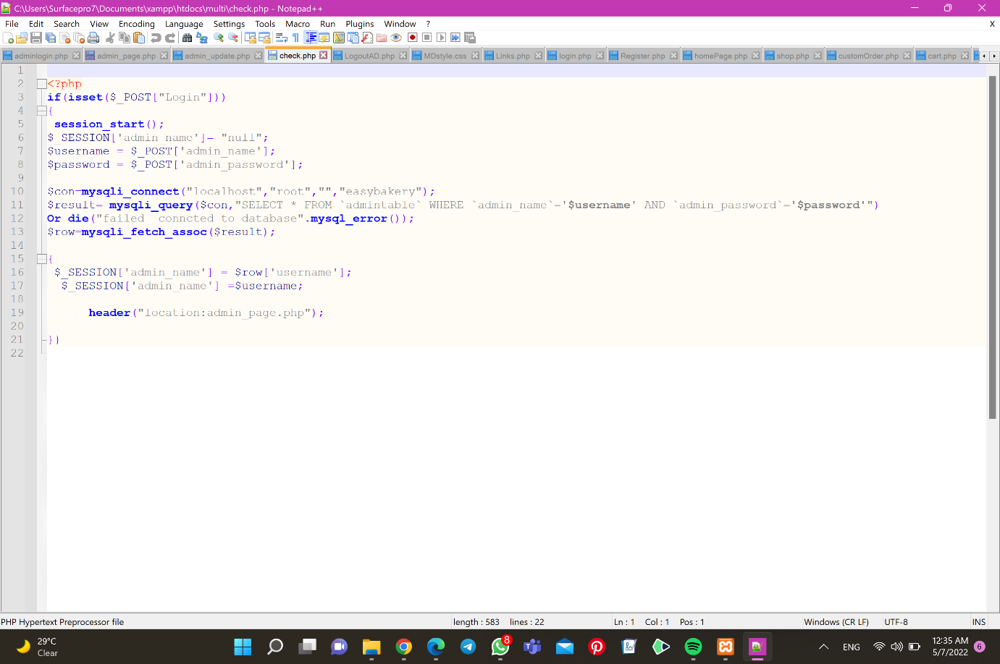 C:\Users\Surfacepro7\Documents\xampp\htdocs\multi\check.php - Notepad++
File Edit Search View Encoding Language Settings Tools Macro Run Plugins Window ? X
adminlogin.php admin_page.php admin_update.php check.php LogoutAD.php MDstyle.css Links.php login.php Register.php homePage.php shop.php customOrder.php cart.php
1
2 <?php
3 if(isset($_POST["Login"]))
4 {
5 session_start();
6 $_SESSION['admin_name']= "null";
7 $username = $_POST['admin_name'];
8 $password = $_POST['admin_password'];
9
10 $con=mysqli_connect("localhost","root","","easybakery");
11 $result= mysqli_query($con,"SELECT * FROM `admintable` WHERE `admin_name`='$username' AND `admin_password`='$password'")
12 Or die("failed  conncted to database".mysql_error());
13 $row=mysqli_fetch_assoc($result);
14
15 {
16 $_SESSION['admin_name'] = $row['username'];
17 $_SESSION['admin_name'] =$username;
18
19 header("location:admin_page.php");
20
21 }}
22
PHP Hypertext Preprocessor file length : 583 lines : 22 Ln : 1 Col : 1 Pos : 1 Windows (CR LF) UTF-8 INS
29°C
Clear
8
ENG
12:35 AM
5/7/2022
6